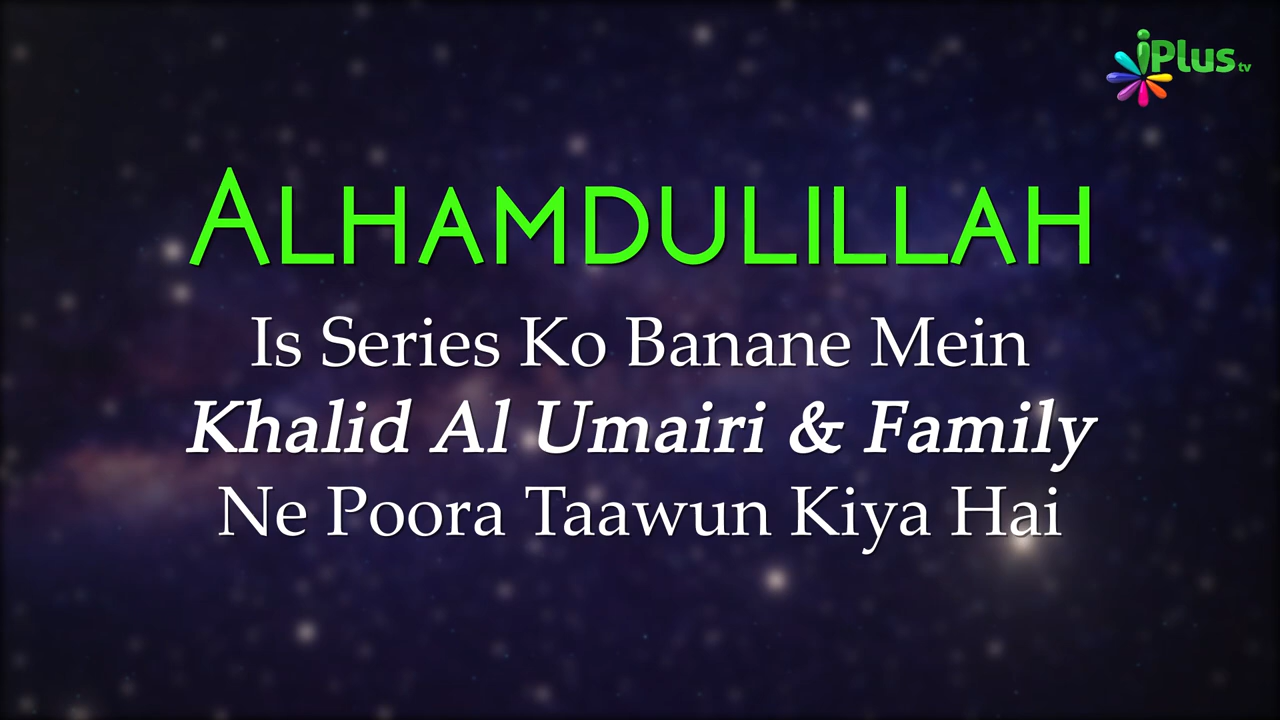 iPlus tv
ALHAMDULILLAH
Is Series Ko Banane Mein
Khalid Al Umairi & Family
Ne Poora Taawun Kiya Hai